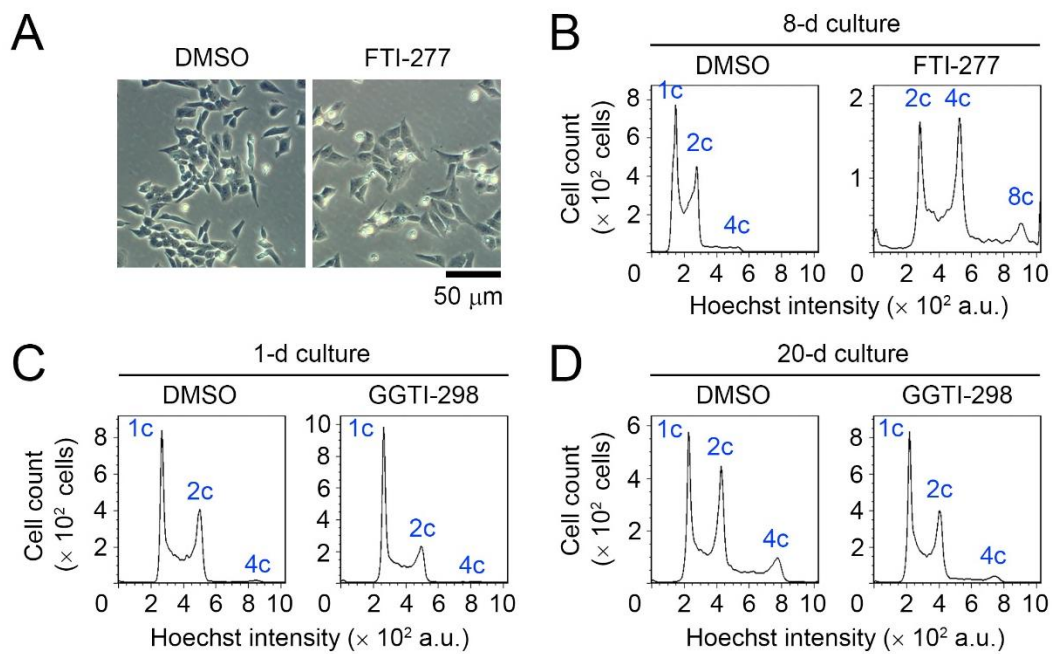 A
DMSO FTI-277
50 μm
B
8-d culture
DMSO FTI-277
Cell count
(× 10² cells)
8
6
4
2
1c
2c
4c
2
1
2c
4c
8c
0 2 4 6 8 10 0 2 4 6 8 10
Hoechst intensity (× 10² a.u.)
C
1-d culture
DMSO GGTI-298
Cell count
(× 10² cells)
8
4
0
1c
2c
4c
10
8
6
4
2
0
1c
2c
4c
2 4 6 8 10 2 4 6 8 10
Hoechst intensity (× 10² a.u.)
D
20-d culture
DMSO GGTI-298
Cell count
(× 10² cells)
6
4
2
0
1c
2c
4c
8
6
4
2
0
1c
2c
4c
2 4 6 8 10 2 4 6 8 10
Hoechst intensity (× 10² a.u.)